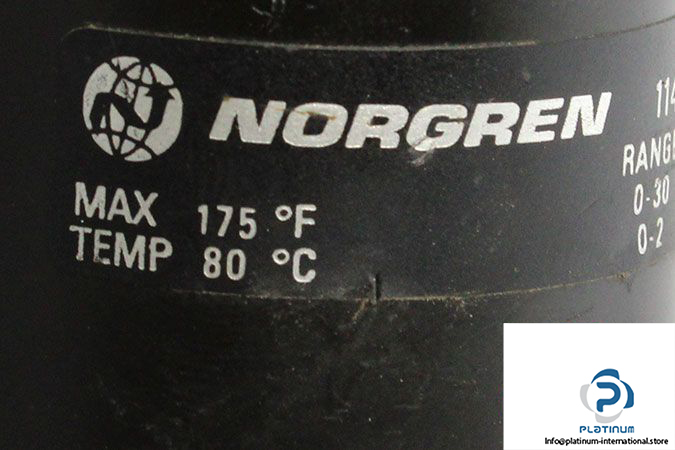 NORGREN
114
RANGE
MAX 175 °F
0-30
TEMP 80 °C
0-2
PLATINUM
info@platinum-international.store